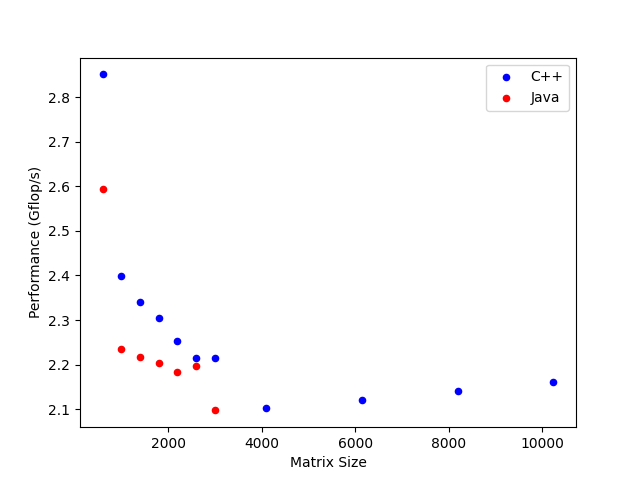 C++
Java
2.8
2.7
2.6
2.5
2.4
2.3
2.2
2.1
Performance (Gflop/s)
2000 4000 6000 8000 10000
Matrix Size